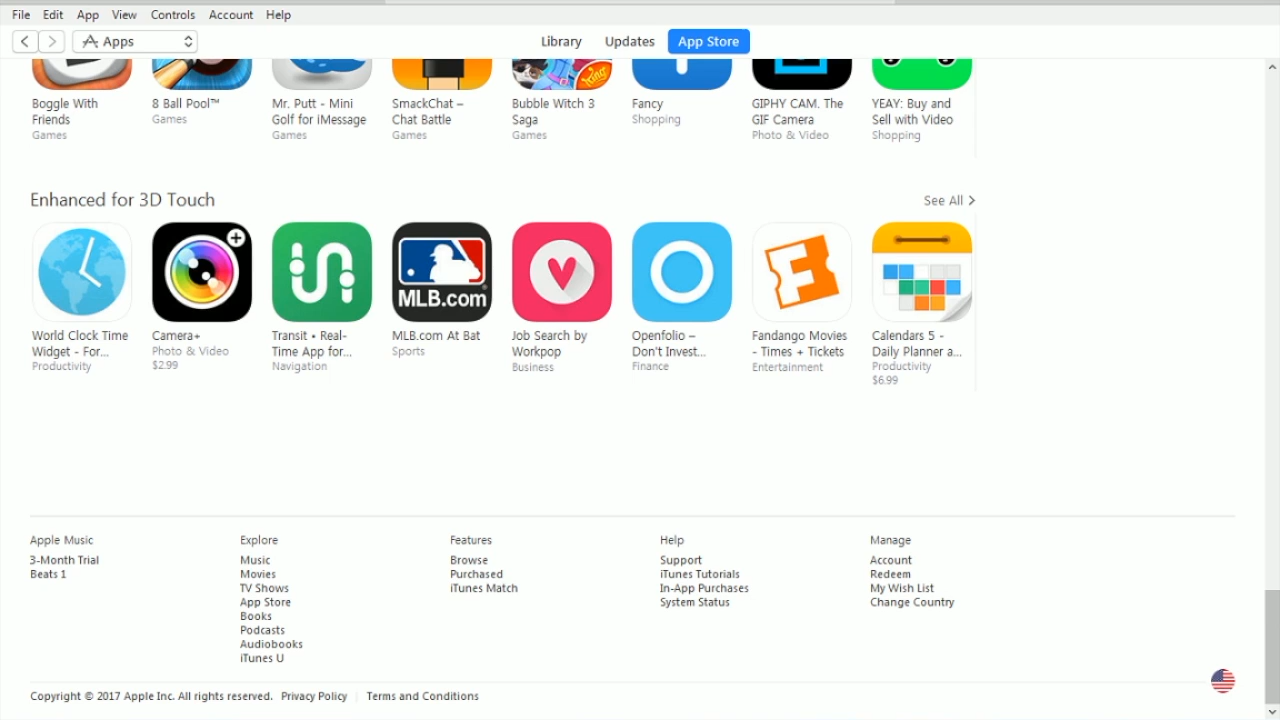 File Edit App View Controls Account Help
Apps Library Updates App Store
King
Boggle With Friends Games
8 Ball Pool™ Games
Mr. Putt - Mini Golf for iMessage Games
SmackChat – Chat Battle Games
Bubble Witch 3 Saga Games
Fancy Shopping
GIPHY CAM. The GIF Camera Photo & Video
YEAY: Buy and Sell with Video Shopping
Enhanced for 3D Touch
See All
MLB.com
World Clock Time Widget - For... Productivity
Camera+ Photo & Video $2.99
Transit • Real-Time App for... Navigation
MLB.com At Bat Sports
Job Search by Workpop Business
Openfolio – Don't Invest... Finance
Fandango Movies - Times + Tickets Entertainment
Calendars 5 - Daily Planner a... Productivity $6.99
Apple Music
3-Month Trial
Beats 1
Explore
Music
Movies
TV Shows
App Store
Books
Podcasts
Audiobooks
iTunes U
Features
Browse
Purchased
iTunes Match
Help
Support
iTunes Tutorials
In-App Purchases
System Status
Manage
Account
Redeem
My Wish List
Change Country
Copyright © 2017 Apple Inc. All rights reserved. Privacy Policy Terms and Conditions